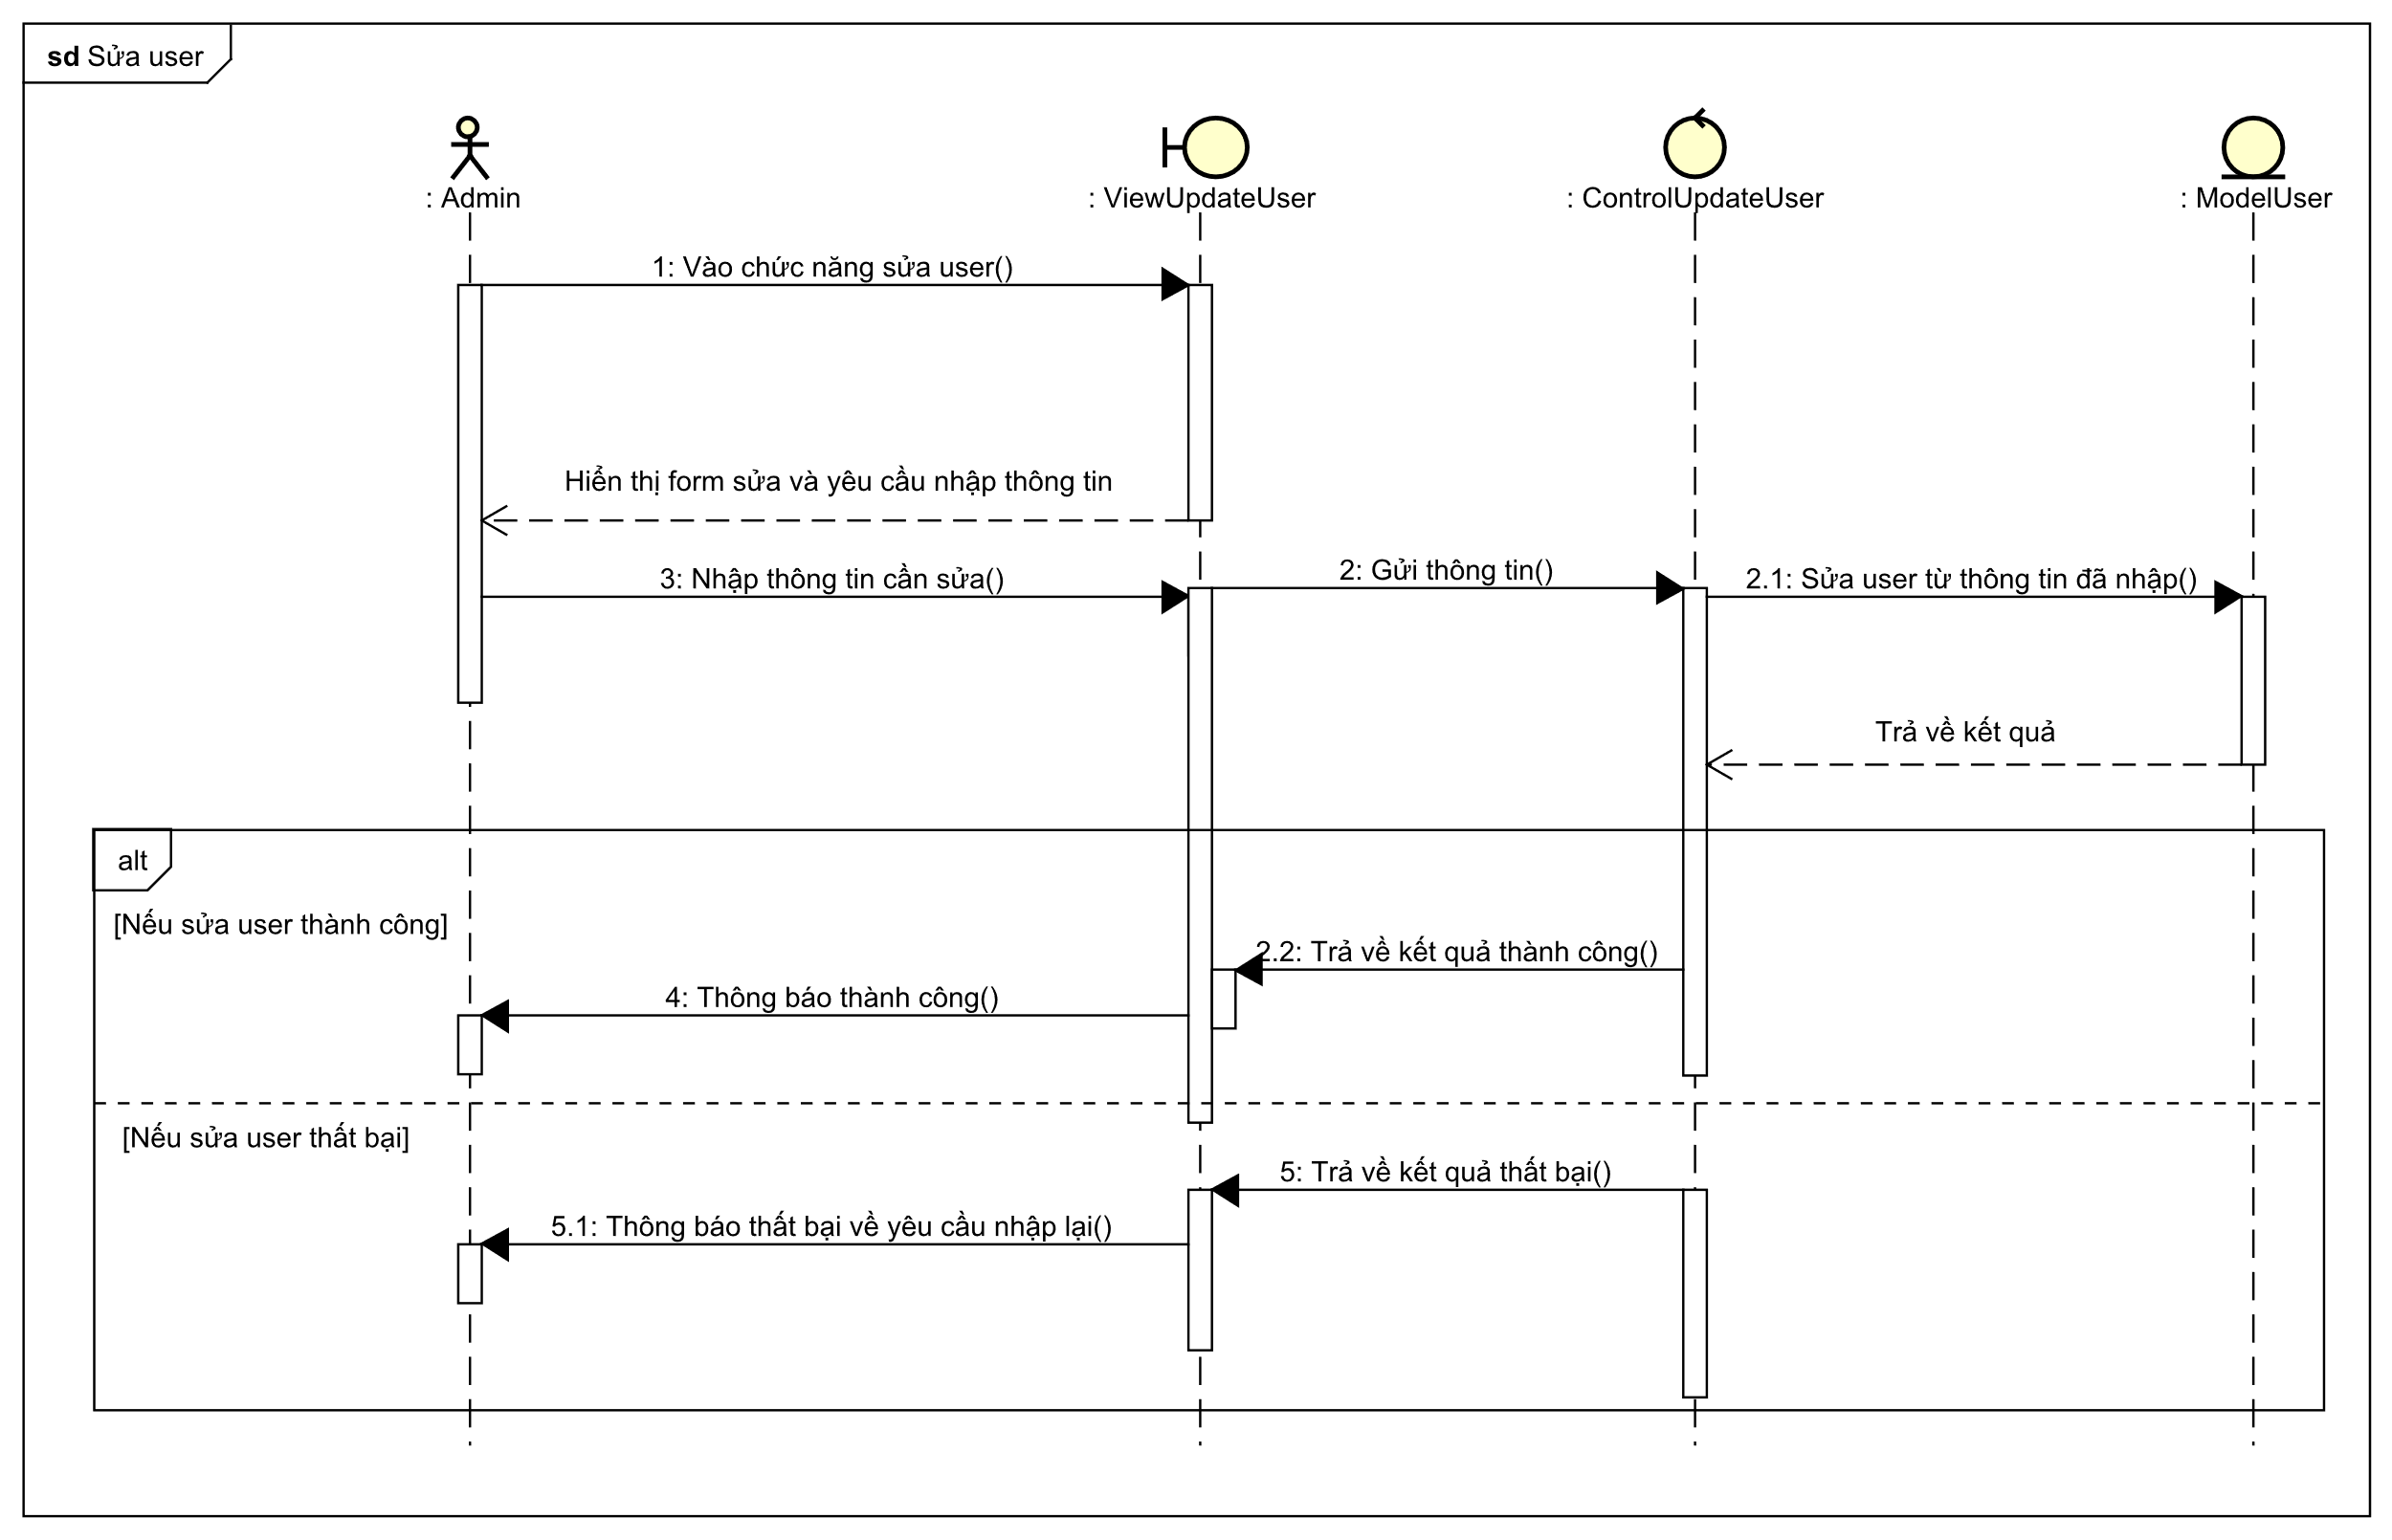 sd Sửa user
: Admin
: ViewUpdateUser
: ControlUpdateUser
: ModelUser
1: Vào chức năng sửa user()
Hiển thị form sửa và yêu cầu nhập thông tin
2: Gửi thông tin()
3: Nhập thông tin cần sửa()
2.1: Sửa user từ thông tin đã nhập()
Trả về kết quả
alt
[Nếu sửa user thành công]
2.2: Trả về kết quả thành công()
4: Thông báo thành công()
[Nếu sửa user thất bại]
5: Trả về kết quả thất bại()
5.1: Thông báo thất bại về yêu cầu nhập lại()